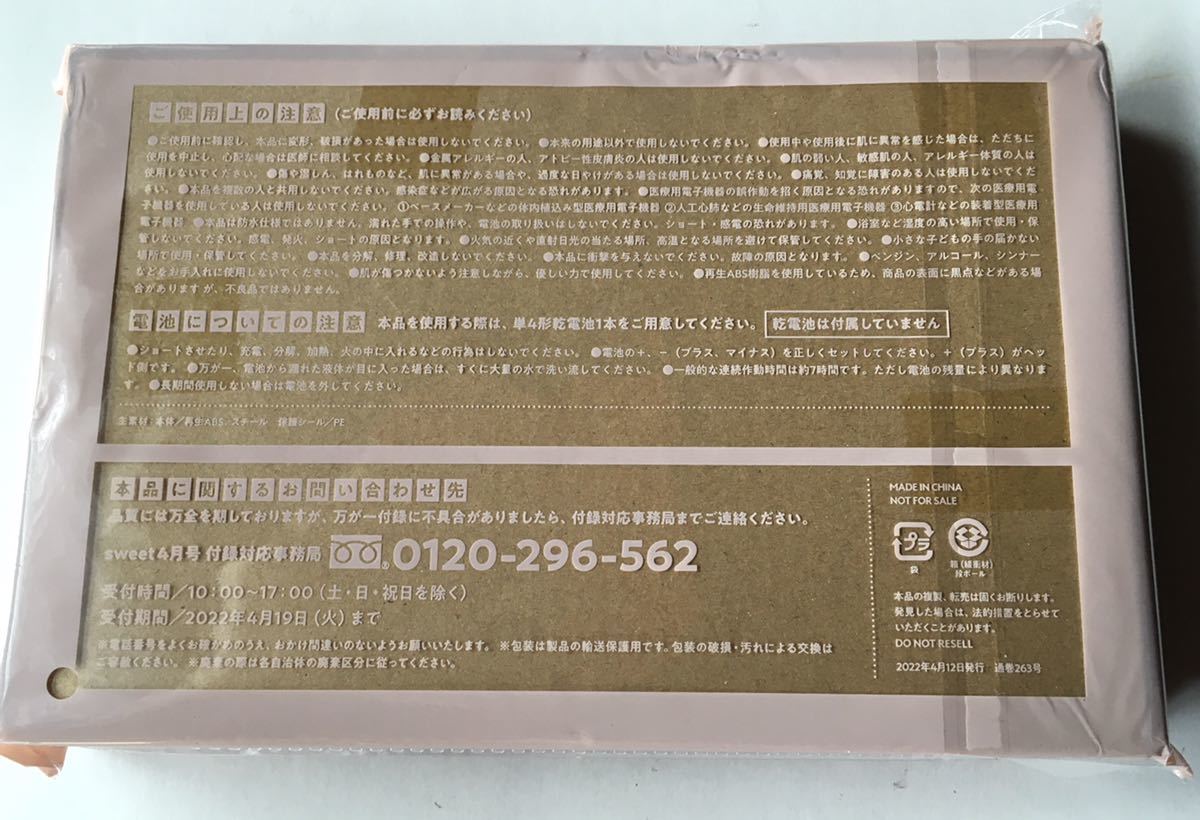 ご使用上の注意 (ご使用前に必ずお読みください)
●ご使用前に確認し、本品に変形、破損があった場合は使用しないでください。 ●本来の用途以外で使用しないでください。 ●使用中や使用後に肌に異常を感じた場合は、ただちに
使用を中止し、心配な場合は医師に相談してください。 ●金属アレルギーの人、アトピー性皮膚炎の人は使用しないでください。 ●肌の弱い人、敏感肌の人、アレルギー体質の人は
使用しないでください。 ●傷や湿しん、はれものなど、肌に異常がある場合や、過度な日やけがある場合は使用しないでください。 ●痛覚、知覚に障害のある人は使用しないでくださ
い。 ●本品を複数の人と共用しないでください。感染症などが広がる原因となる恐れがあります。 ●医療用電子機器の誤作動を招く原因となる恐れがありますので、次の医療用電
子機器を使用している人は使用しないでください。 ①ペースメーカーなどの体内植込み型医療用電子機器 ②人工心肺などの生命維持用医療用電子機器 ③心電計などの装着型医療用
電子機器 ●本品は防水仕様ではありません。濡れた手での操作や、電池の取り扱いはしないでください。ショート・感電の恐れがあります。 ●浴室など湿度の高い場所で使用・保
管しないでください。感電、発火、ショートの原因となります。 ●火気の近くや直射日光の当たる場所、高温となる場所を避けて保管してください。 ●小さな子どもの手の届かない
場所で使用・保管してください。 ●本品を分解、修理、改造しないでください。 ●本品に衝撃を与えないでください。故障の原因となります。 ●ベンジン、アルコール、シンナー
などをお手入れに使用しないでください。 ●肌が傷つかないよう注意しながら、優しい力で使用してください。 ●再生ABS樹脂を使用しているため、商品の表面に黒点などがある場
合がありますが、不良品ではありません。
電池についての注意 本品を使用する際は、単4形乾電池1本をご用意してください。 乾電池は付属していません
●ショートさせたり、充電、分解、加熱、火の中に入れるなどの行為はしないでください。 ●電池の+、-(プラス、マイナス)を正しくセットしてください。+(プラス)がヘッ
ド側です。 ●万が一、電池から漏れた液体が目に入った場合は、すぐに大量の水で洗い流してください。 ●一般的な連続作動時間は約7時間です。ただし電池の残量により異なりま
す。 ●長期間使用しない場合は電池を外してください。
主素材:本体/再生ABS、スチール 保護シール/PE
本品に関するお問い合わせ先
品質には万全を期しておりますが、万が一付録に不具合がありましたら、付録対応事務局までご連絡ください。
sweet4月号 付録対応事務局 0120-296-562
受付時間/10:00~17:00(土・日・祝日を除く)
受付期間/2022年4月19日(火)まで
※電話番号をよくお確かめのうえ、おかけ間違いのないようお願いいたします。 ※包装は製品の輸送保護用です。包装の破損・汚れによる交換は
ご容赦ください。 ※廃棄の際は各自治体の廃棄区分に従ってください。
MADE IN CHINA
NOT FOR SALE
プラ
袋
箱(緩衝材)
段ボール
本品の複製、転売は固くお断りします。
発見した場合は、法的措置をとらせて
いただくことがあります。
DO NOT RESELL
2022年4月12日発行 通巻263号